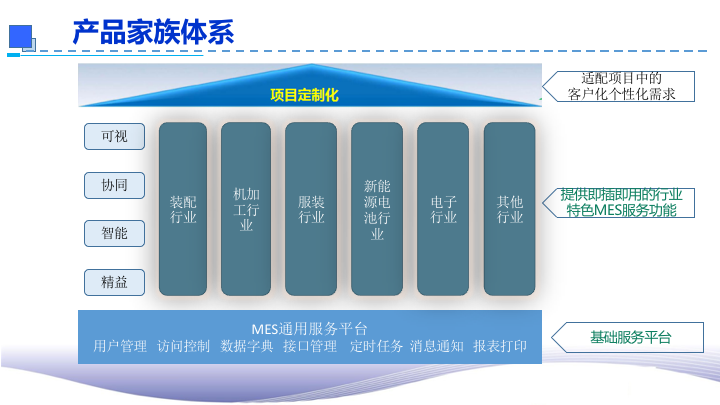 产品家族体系
项目定制化
适配项目中的
客户化个性化需求
可视
协同
智能
精益
装配
行业
机加
工行
业
服装
行业
新能
源电
池行
业
电子
行业
其他
行业
提供即插即用的行业
特色MES服务功能
MES通用服务平台
用户管理 访问控制 数据字典 接口管理 定时任务 消息通知 报表打印
基础服务平台